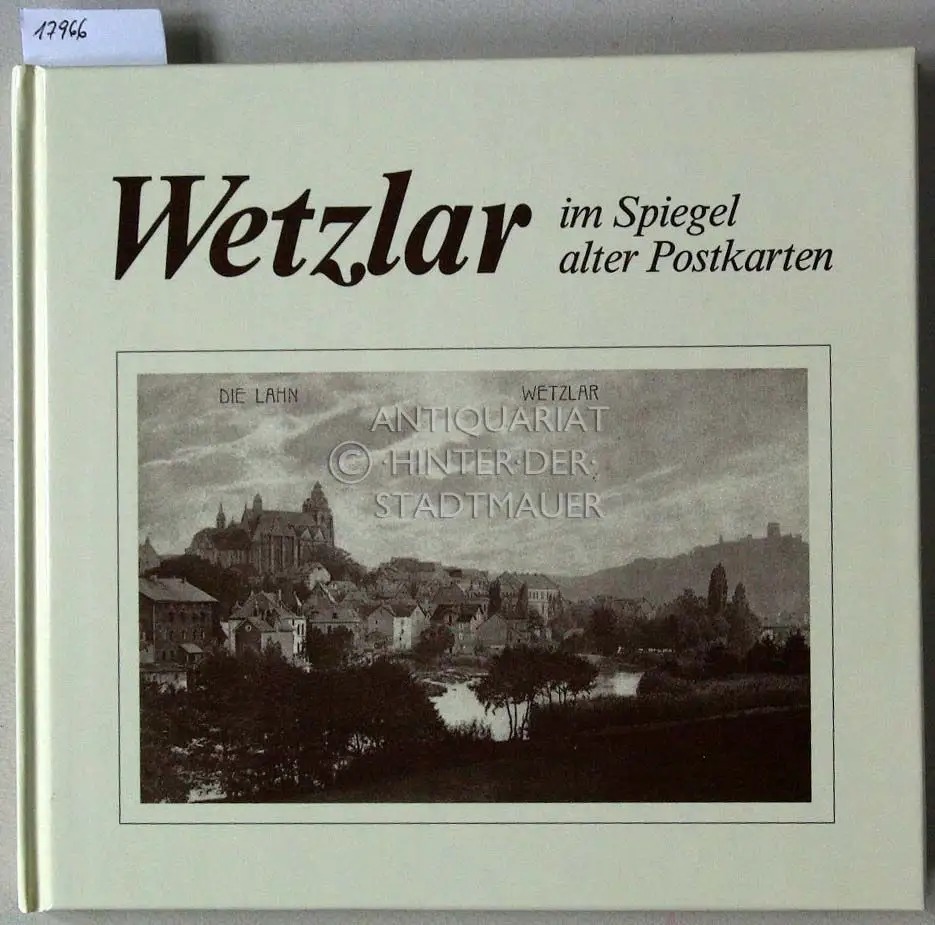 17966
Wetzlar
im Spiegel
alter Postkarten
DIE LAHN
WETZLAR
ANTIQUARIAT
© ·HINTER·DER·
STADTMAUER